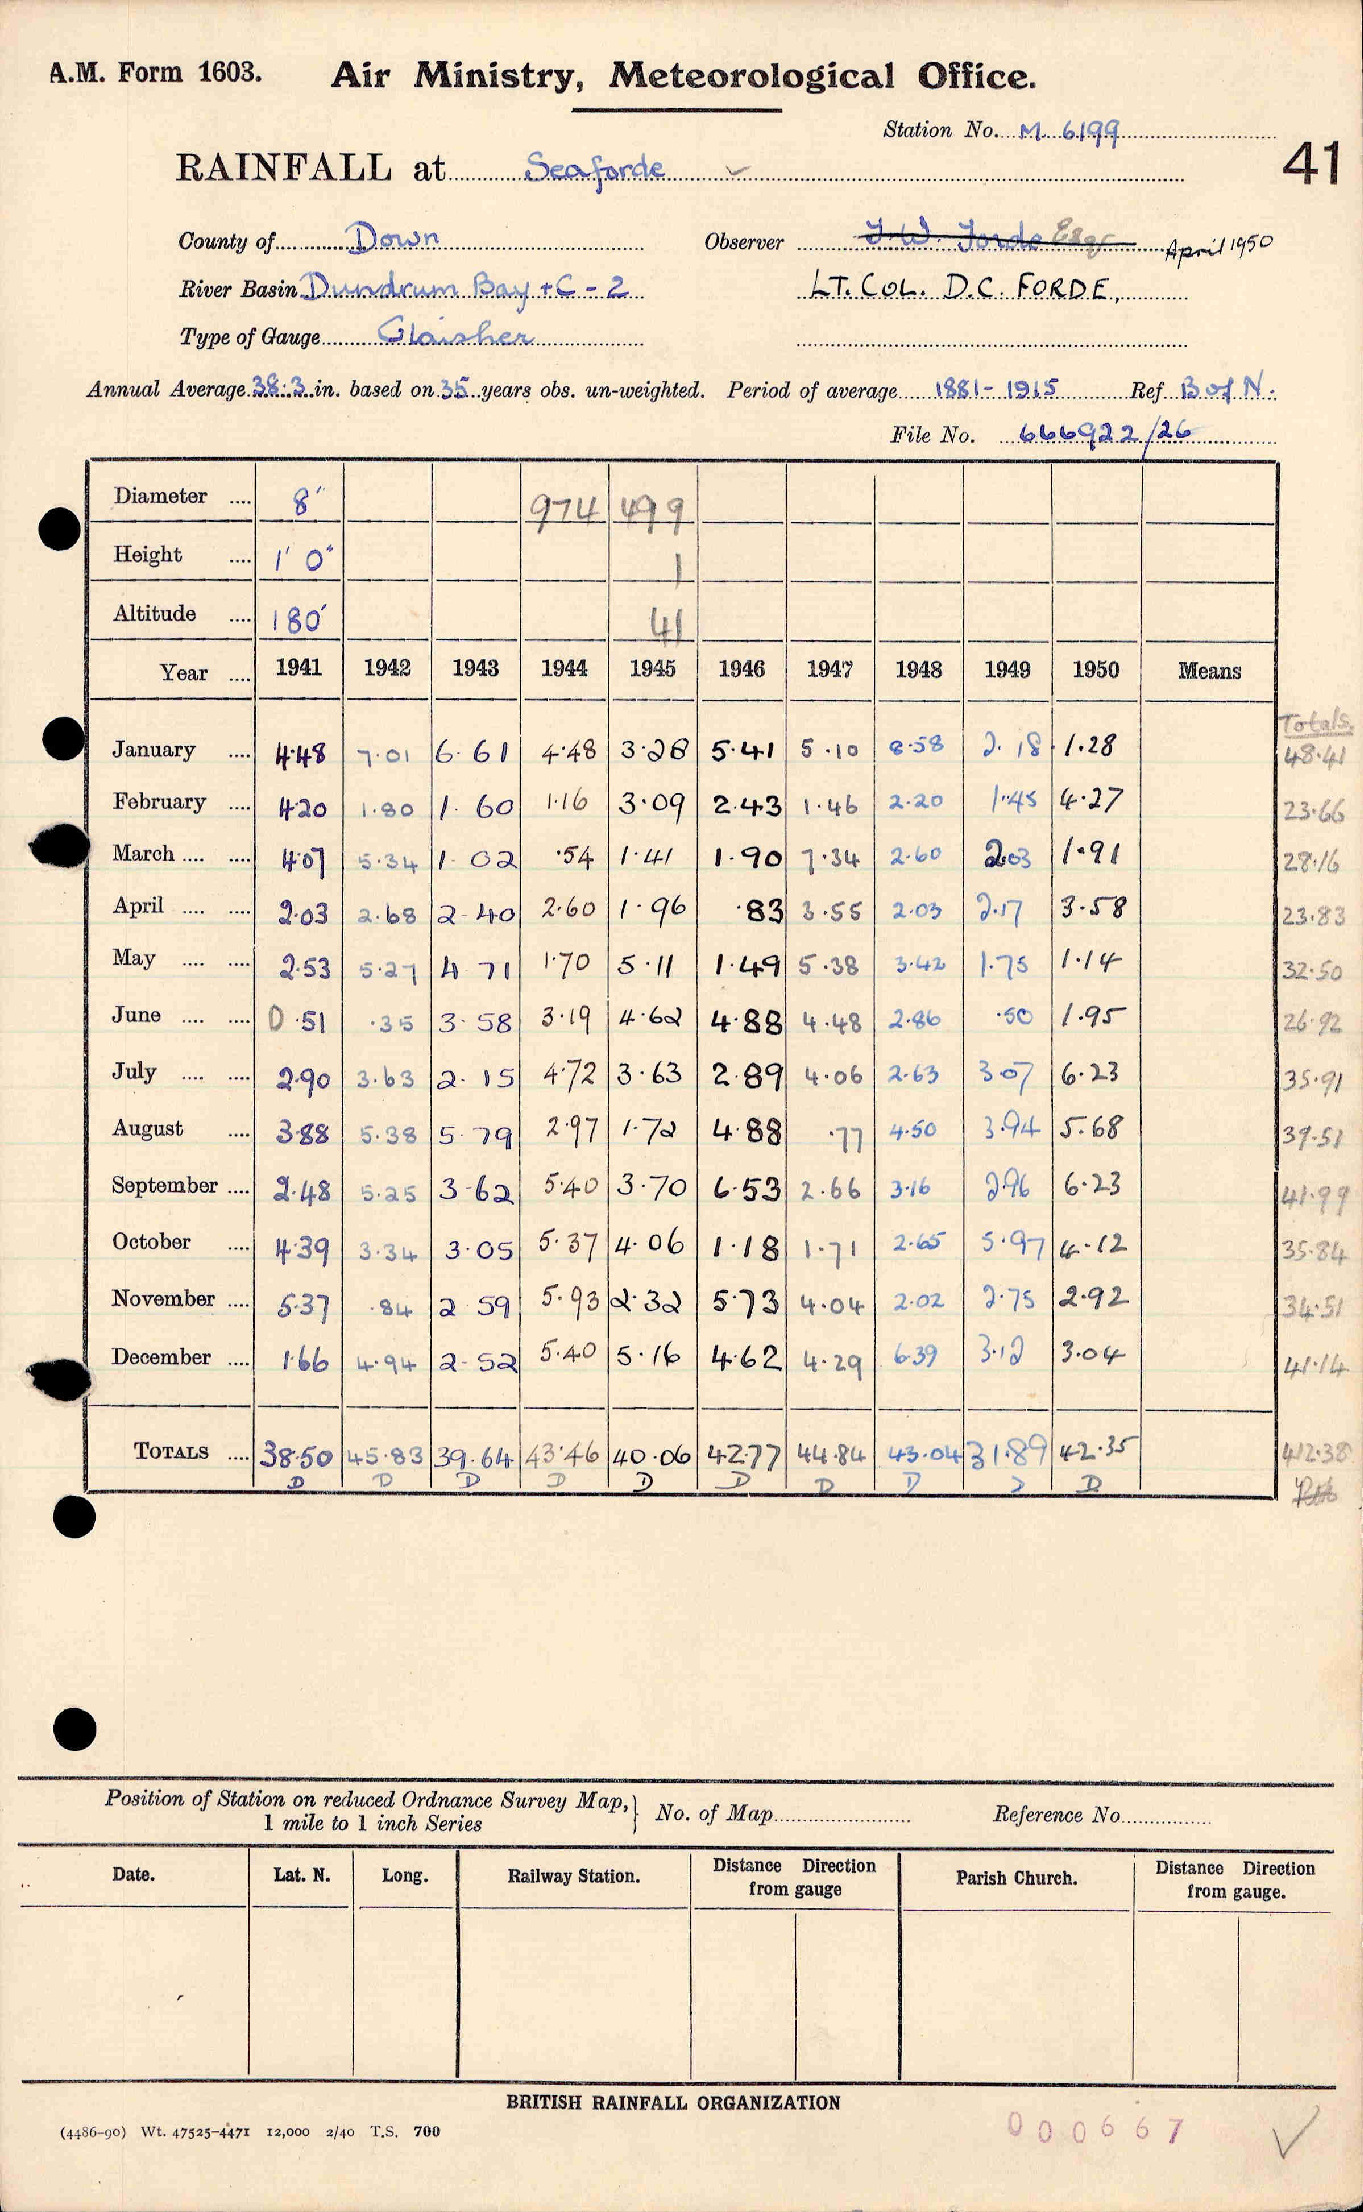 A.M. Form 1603. Air Ministry, Meteorological Office.
Station No. M. 6199
41
RAINFALL at Seaforde ✓
County of Down Observer J.W. Forde Esqr April 1950
River Basin Dundrum Bay + C - 2 LT. COL. D.C. FORDE,
Type of Gauge Glaisher
Annual Average 38.3 in. based on 35 years obs. un-weighted. Period of average 1881-1915 Ref B of N.
File No. 666922/26
Diameter .... 8" 974 499
Height .... 1' 0" 1
Altitude .... 180' 41
Year .... 1941 1942 1943 1944 1945 1946 1947 1948 1949 1950 Means
Totals.
January .... 4.48 7.01 6.61 4.48 3.28 5.41 5.10 8.58 2.18 1.28 48.41
February .... 4.20 1.80 1.60 1.16 3.09 2.43 1.46 2.20 1.45 4.27 23.66
March .... .... 4.07 5.34 1.02 .54 1.41 1.90 7.34 2.60 2.03 1.91 28.16
April .... .... 2.03 2.68 2.40 2.60 1.96 .83 3.55 2.03 2.17 3.58 23.83
May .... .... 2.53 5.27 4.71 1.70 5.11 1.49 5.38 3.42 1.75 1.14 32.50
June .... .... 0.51 .35 3.58 3.19 4.62 4.88 4.48 2.86 .50 1.95 26.92
July .... .... 2.90 3.63 2.15 4.72 3.63 2.89 4.06 2.63 3.07 6.23 35.91
August .... 3.88 5.38 5.79 2.97 1.72 4.88 .77 4.50 3.94 5.68 39.51
September .... 2.48 5.25 3.62 5.40 3.70 6.53 2.66 3.16 2.96 6.23 41.99
October .... 4.39 3.34 3.05 5.37 4.06 1.18 1.71 2.65 5.97 4.12 35.84
November .... 5.37 .84 2.59 5.93 2.32 5.73 4.04 2.02 2.75 2.92 34.51
December .... 1.66 4.94 2.52 5.40 5.16 4.62 4.29 6.39 3.12 3.04 41.14
TOTALS .... 38.50 45.83 39.64 43.46 40.06 42.77 44.84 43.04 31.89 42.35 412.38
D D D D D D D D D D
Position of Station on reduced Ordnance Survey Map, } No. of Map Reference No.
1 mile to 1 inch Series
Date. Lat. N. Long. Railway Station. Distance Direction from gauge Parish Church. Distance Direction from gauge.
BRITISH RAINFALL ORGANIZATION
(4486-90) Wt. 47525-4471 12,000 2/40 T.S. 700
000667 ✓